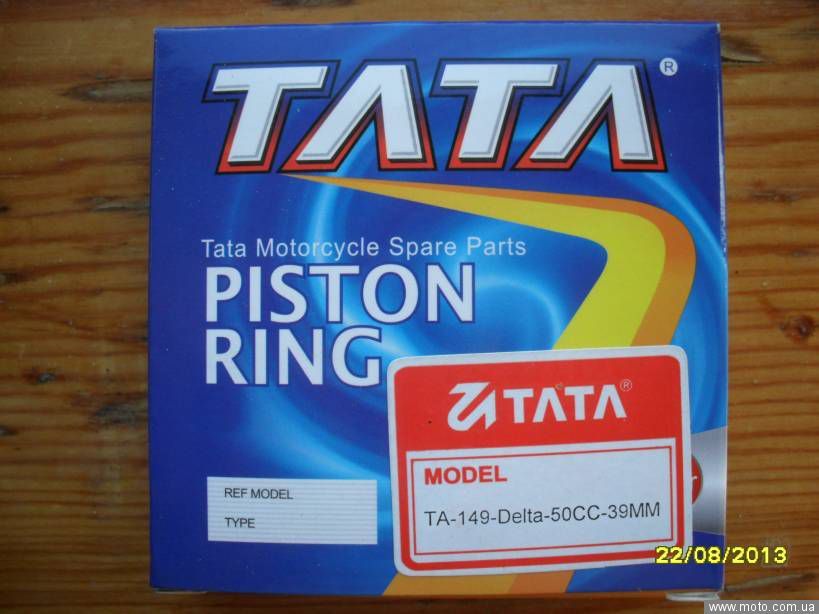 TATA®
Tata Motorcycle Spare Parts
PISTON
RING
TATA®
MODEL
TA-149-Delta-50CC-39MM
REF MODEL
TYPE
22/08/2013
www.moto.com.ua